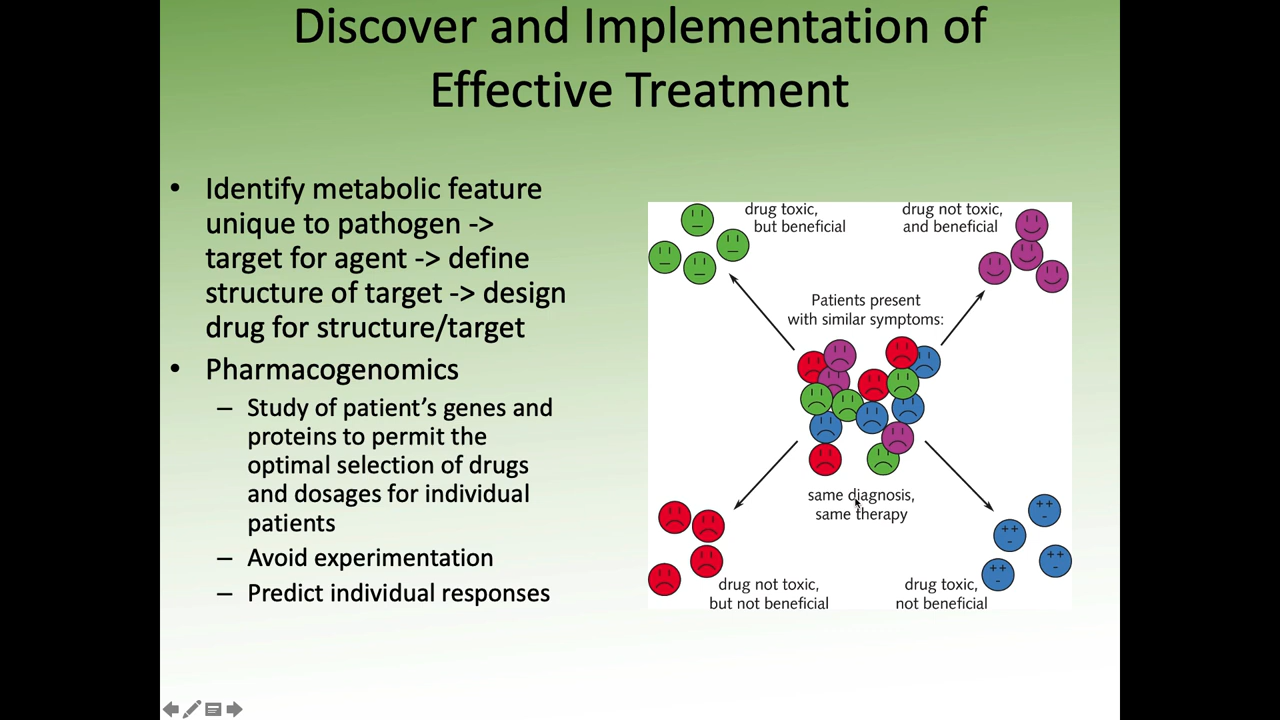 Discover and Implementation of
Effective Treatment
• Identify metabolic feature
unique to pathogen ->
target for agent -> define
structure of target -> design
drug for structure/target
• Pharmacogenomics
– Study of patient’s genes and
proteins to permit the
optimal selection of drugs
and dosages for individual
patients
– Avoid experimentation
– Predict individual responses
drug toxic,
but beneficial
drug not toxic,
and beneficial
Patients present
with similar symptoms:
same diagnosis,
same therapy
drug not toxic,
but not beneficial
drug toxic,
not beneficial